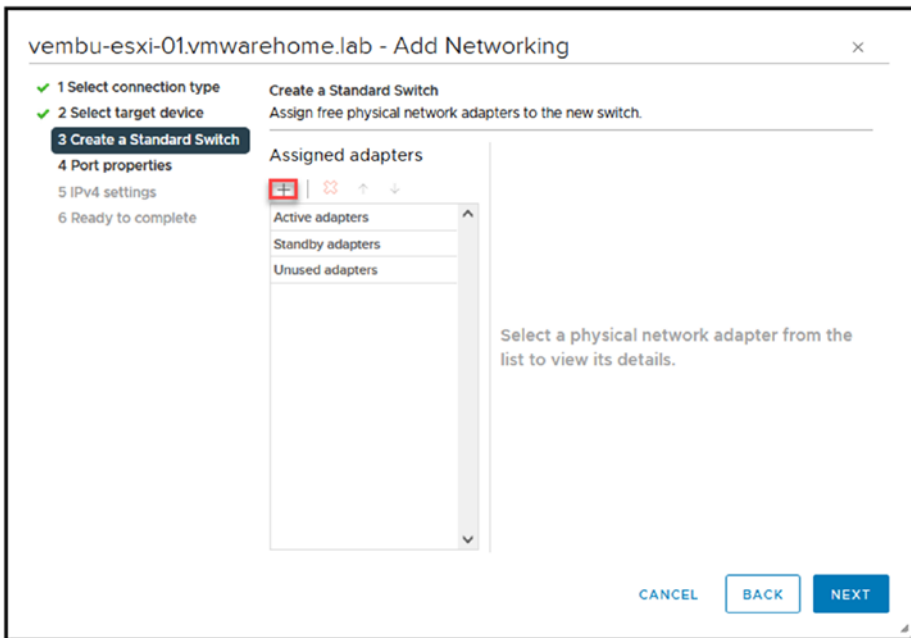 vembu-esxi-01.vmwarehome.lab - Add Networking
1 Select connection type
2 Select target device
3 Create a Standard Switch
4 Port properties
5 IPv4 settings
6 Ready to complete
Create a Standard Switch
Assign free physical network adapters to the new switch.
Assigned adapters
Active adapters
Standby adapters
Unused adapters
Select a physical network adapter from the
list to view its details.
CANCEL
BACK
NEXT